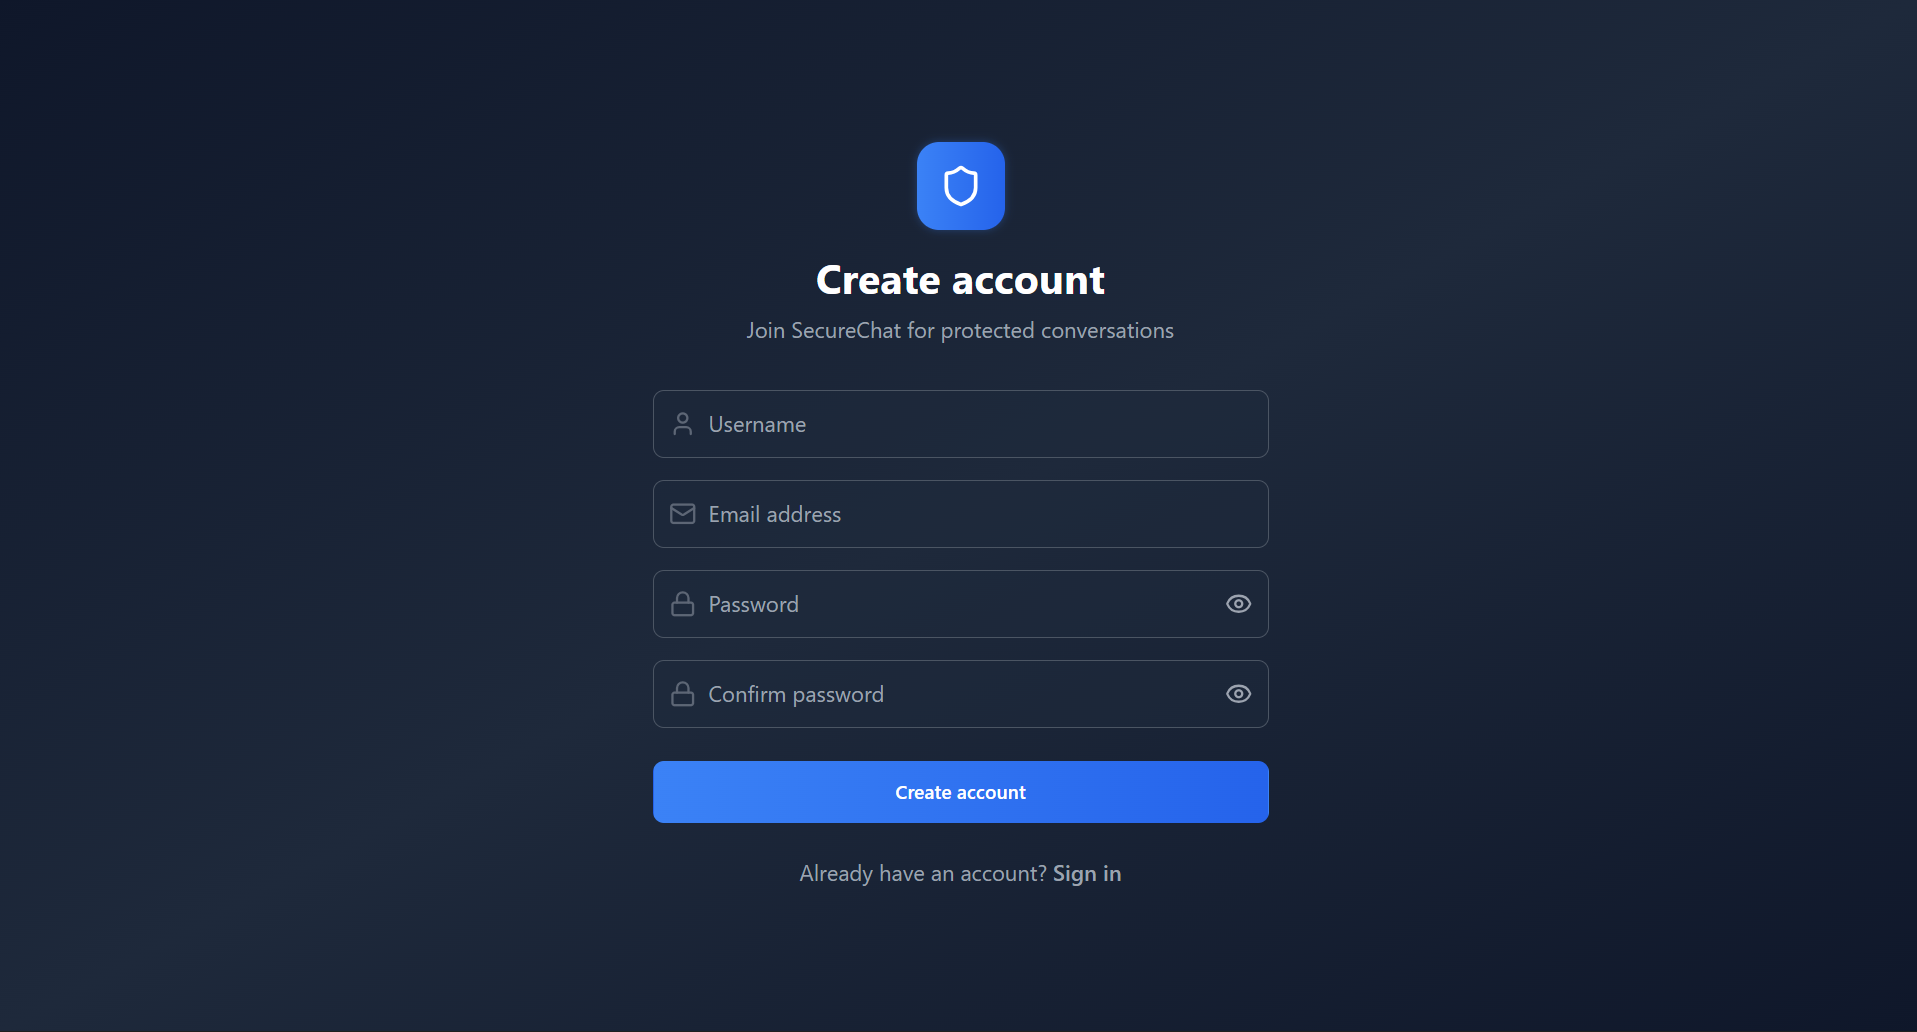 Create account
Join SecureChat for protected conversations
Username
Email address
Password
Confirm password
Create account
Already have an account? Sign in